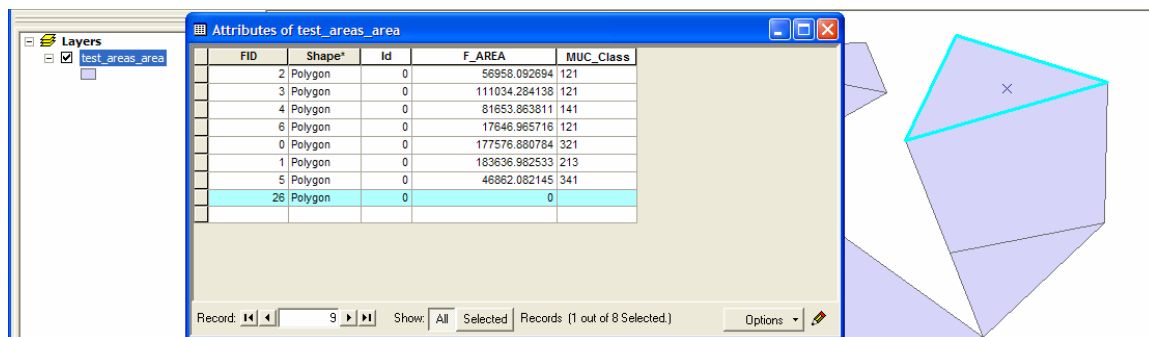 Layers
test_areas_area
Attributes of test_areas_area
FID Shape* Id F_AREA MUC_Class
2 Polygon 0 56958.092694 121
3 Polygon 0 111034.284138 121
4 Polygon 0 81653.863811 141
6 Polygon 0 17646.965716 121
0 Polygon 0 177576.880784 321
1 Polygon 0 183636.982533 213
5 Polygon 0 46862.082145 341
26 Polygon 0 0
Record: 9 Show: All Selected Records (1 out of 8 Selected.) Options